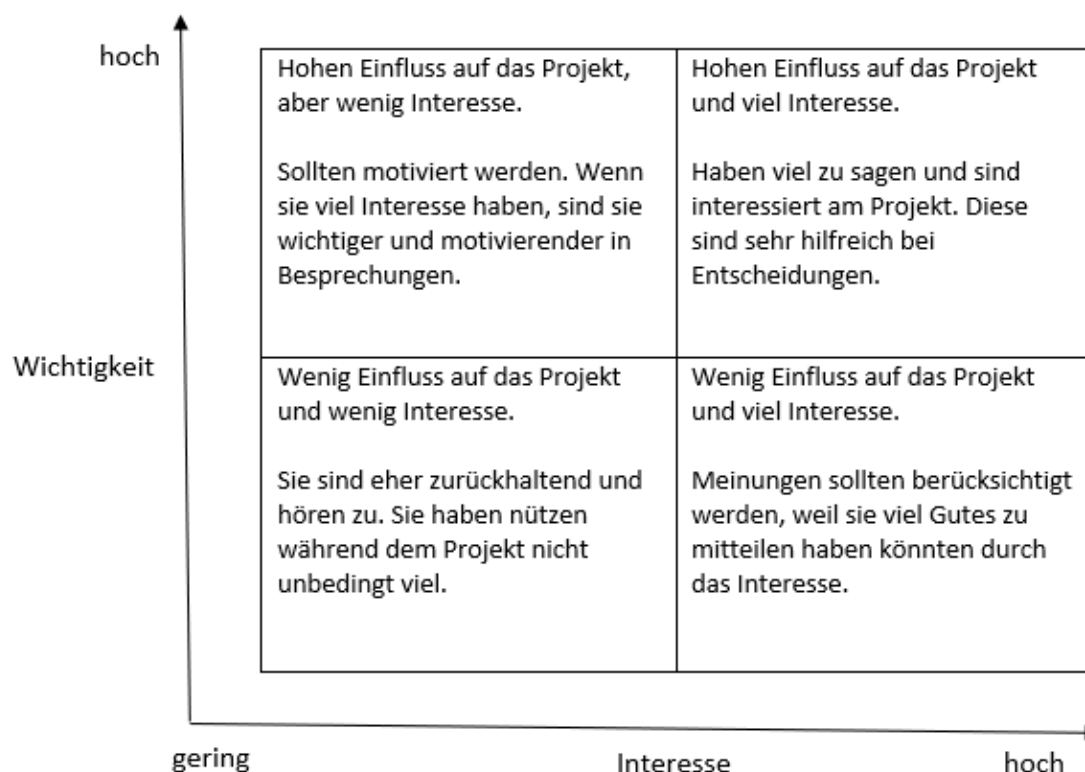 hoch
Hohen Einfluss auf das Projekt,
aber wenig Interesse.
Sollten motiviert werden. Wenn
sie viel Interesse haben, sind sie
wichtiger und motivierender in
Besprechungen.
Hohen Einfluss auf das Projekt
und viel Interesse.
Haben viel zu sagen und sind
interessiert am Projekt. Diese
sind sehr hilfreich bei
Entscheidungen.
Wichtigkeit
Wenig Einfluss auf das Projekt
und wenig Interesse.
Sie sind eher zurückhaltend und
hören zu. Sie haben nützen
während dem Projekt nicht
unbedingt viel.
Wenig Einfluss auf das Projekt
und viel Interesse.
Meinungen sollten berücksichtigt
werden, weil sie viel Gutes zu
mitteilen haben könnten durch
das Interesse.
gering
Interesse
hoch